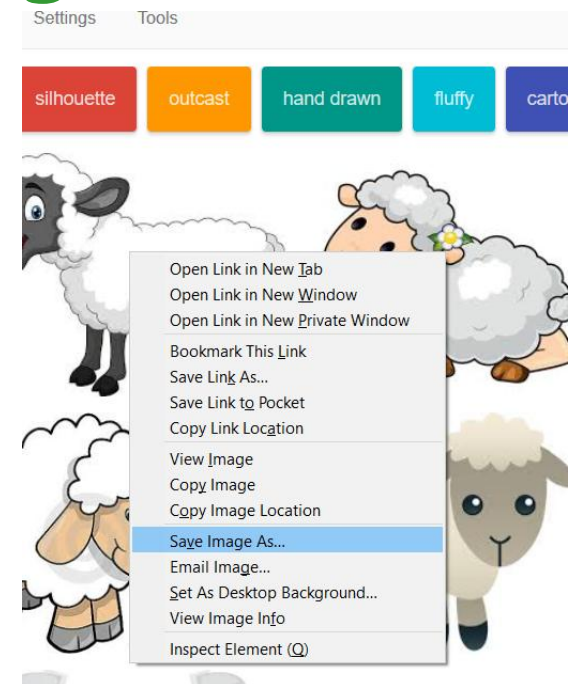 Settings Tools
silhouette outcast hand drawn fluffy carto
Open Link in New Tab
Open Link in New Window
Open Link in New Private Window
Bookmark This Link
Save Link As...
Save Link to Pocket
Copy Link Location
View Image
Copy Image
Copy Image Location
Save Image As...
Email Image...
Set As Desktop Background...
View Image Info
Inspect Element (Q)